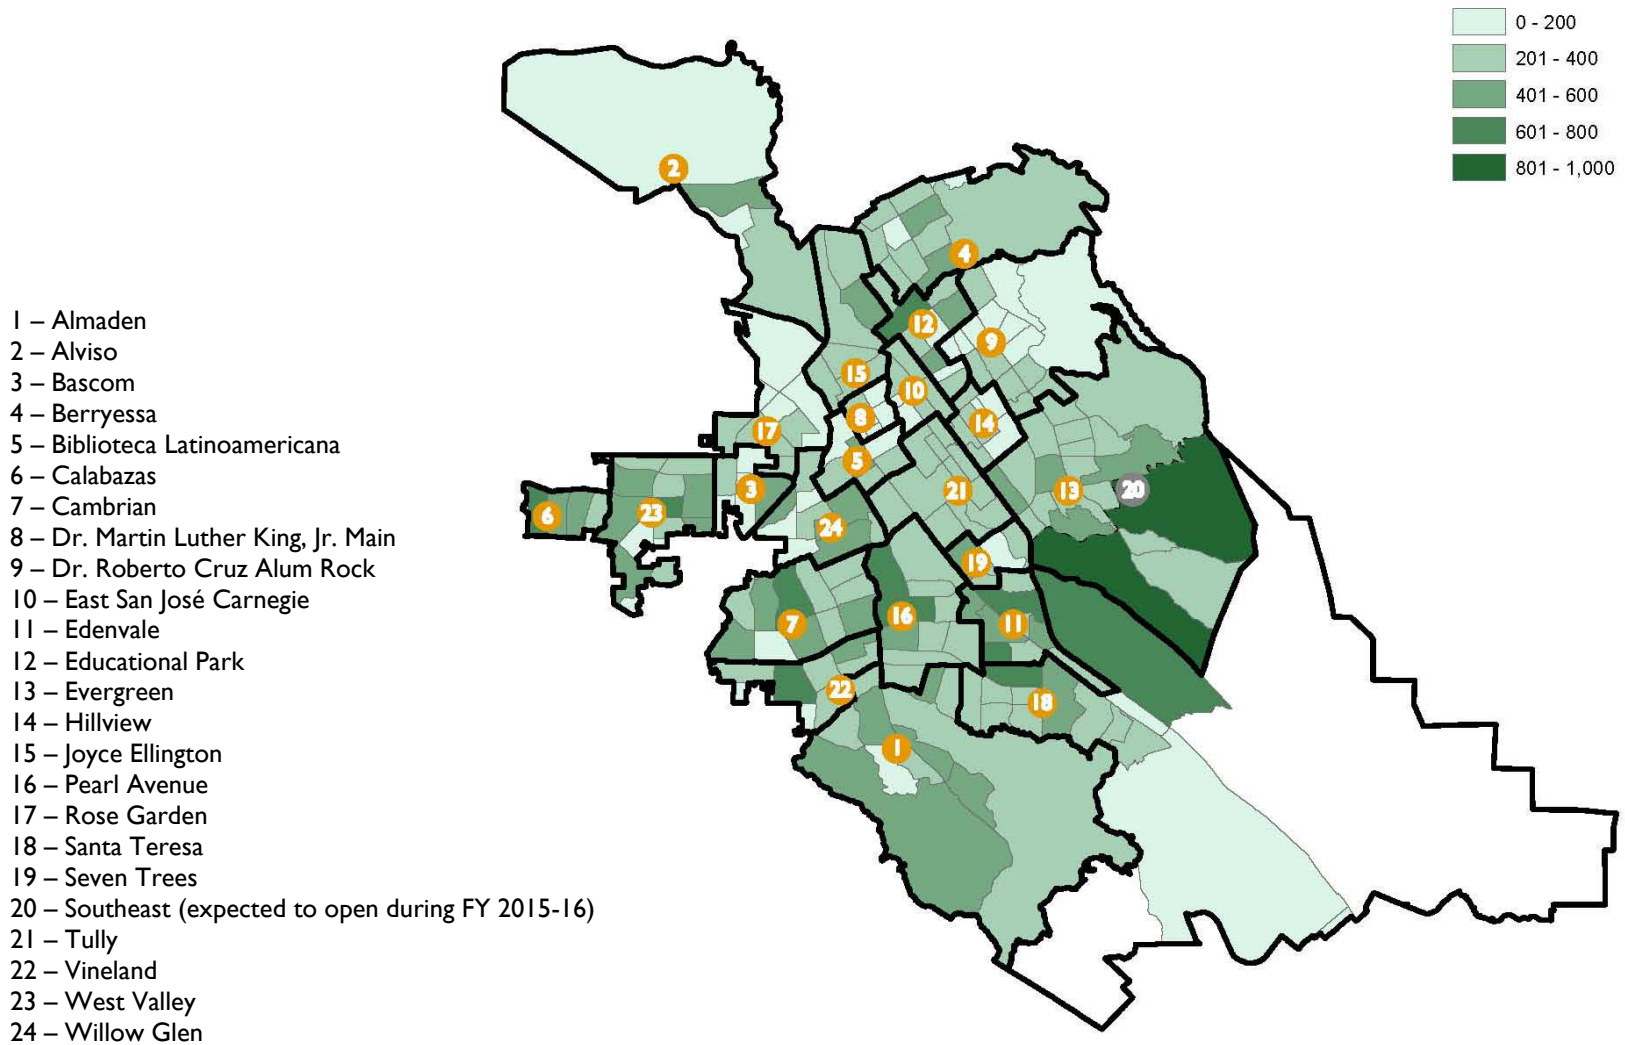 0 - 200
201 - 400
401 - 600
601 - 800
801 - 1,000
1 – Almaden
2 – Alviso
3 – Bascom
4 – Berryessa
5 – Biblioteca Latinoamericana
6 – Calabazas
7 – Cambrian
8 – Dr. Martin Luther King, Jr. Main
9 – Dr. Roberto Cruz Alum Rock
10 – East San José Carnegie
11 – Edenvale
12 – Educational Park
13 – Evergreen
14 – Hillview
15 – Joyce Ellington
16 – Pearl Avenue
17 – Rose Garden
18 – Santa Teresa
19 – Seven Trees
20 – Southeast (expected to open during FY 2015-16)
21 – Tully
22 – Vineland
23 – West Valley
24 – Willow Glen
2
4
12
9
15
10
8
14
17
5
3
21
13
20
6
23
24
19
7
16
11
22
18
1